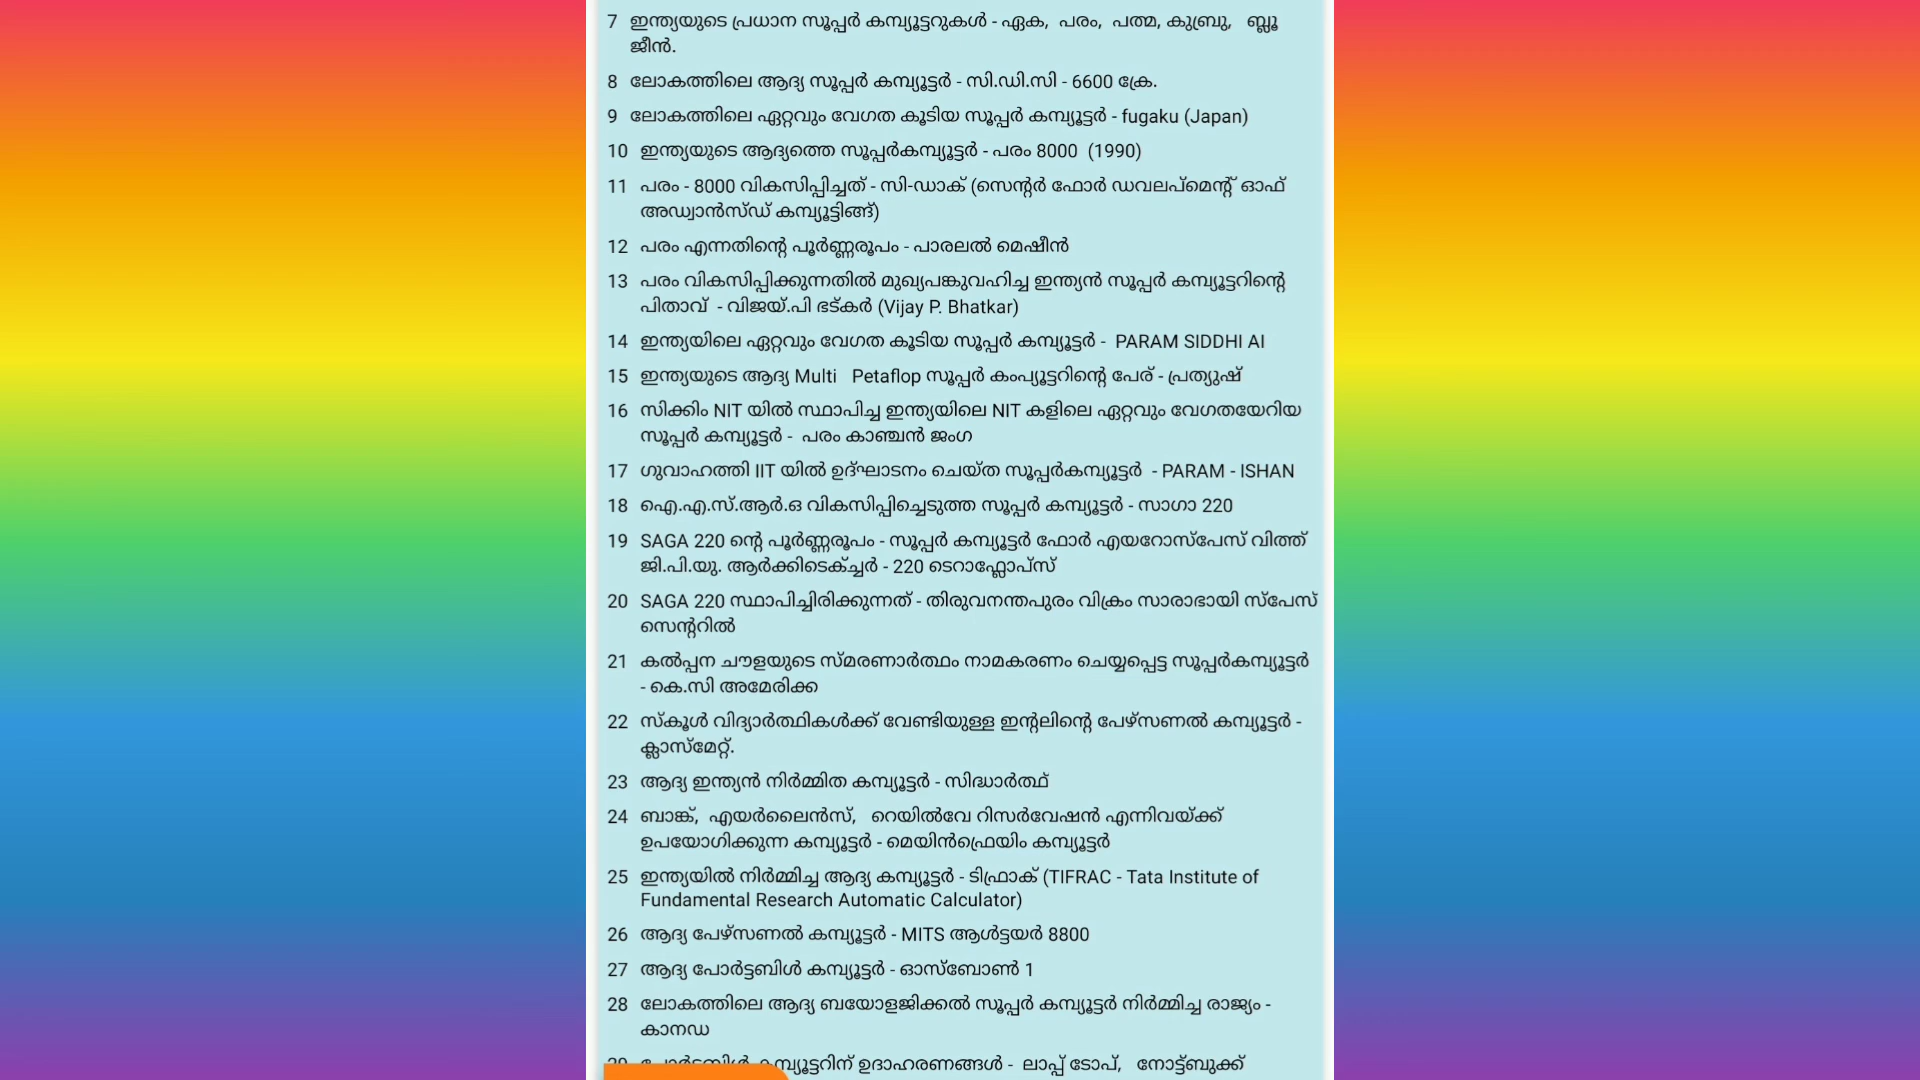 7 ഇന്ത്യയുടെ പ്രധാന സൂപ്പർ കമ്പ്യൂട്ടറുകൾ - ഏക, പരം, പത്മ, കുബ്രു, ബ്ലൂ
ജീൻ.
8 ലോകത്തിലെ ആദ്യ സൂപ്പർ കമ്പ്യൂട്ടർ - സി.ഡി.സി - 6600 ക്രേ.
9 ലോകത്തിലെ ഏറ്റവും വേഗത കൂടിയ സൂപ്പർ കമ്പ്യൂട്ടർ - fugaku (Japan)
10 ഇന്ത്യയുടെ ആദ്യത്തെ സൂപ്പർകമ്പ്യൂട്ടർ - പരം 8000 (1990)
11 പരം - 8000 വികസിപ്പിച്ചത് - സി-ഡാക് (സെന്റർ ഫോർ ഡവലപ്മെന്റ് ഓഫ്
അഡ്വാൻസ്ഡ് കമ്പ്യൂട്ടിങ്ങ്)
12 പരം എന്നതിന്റെ പൂർണ്ണരൂപം - പാരലൽ മെഷീൻ
13 പരം വികസിപ്പിക്കുന്നതിൽ മുഖ്യപങ്കുവഹിച്ച ഇന്ത്യൻ സൂപ്പർ കമ്പ്യൂട്ടറിന്റെ
പിതാവ് - വിജയ്.പി ഭട്കർ (Vijay P. Bhatkar)
14 ഇന്ത്യയിലെ ഏറ്റവും വേഗത കൂടിയ സൂപ്പർ കമ്പ്യൂട്ടർ - PARAM SIDDHI AI
15 ഇന്ത്യയുടെ ആദ്യ Multi Petaflop സൂപ്പർ കംപ്യൂട്ടറിന്റെ പേര് - പ്രത്യുഷ്
16 സിക്കിം NIT യിൽ സ്ഥാപിച്ച ഇന്ത്യയിലെ NIT കളിലെ ഏറ്റവും വേഗതയേറിയ
സൂപ്പർ കമ്പ്യൂട്ടർ - പരം കാഞ്ചൻ ജംഗ
17 ഗുവാഹത്തി IIT യിൽ ഉദ്ഘാടനം ചെയ്ത സൂപ്പർകമ്പ്യൂട്ടർ - PARAM - ISHAN
18 ഐ.എ.സ്.ആർ.ഒ വികസിപ്പിച്ചെടുത്ത സൂപ്പർ കമ്പ്യൂട്ടർ - സാഗാ 220
19 SAGA 220 ന്റെ പൂർണ്ണരൂപം - സൂപ്പർ കമ്പ്യൂട്ടർ ഫോർ എയറോസ്പേസ് വിത്ത്
ജി.പി.യു. ആർക്കിടെക്ച്ചർ - 220 ടെറാഫ്ലോപ്സ്
20 SAGA 220 സ്ഥാപിച്ചിരിക്കുന്നത് - തിരുവനന്തപുരം വിക്രം സാരാഭായി സ്പേസ്
സെന്ററിൽ
21 കൽപ്പന ചൗളയുടെ സ്മരണാർത്ഥം നാമകരണം ചെയ്യപ്പെട്ട സൂപ്പർകമ്പ്യൂട്ടർ
- കെ.സി അമേരിക്ക
22 സ്കൂൾ വിദ്യാർത്ഥികൾക്ക് വേണ്ടിയുള്ള ഇന്റലിന്റെ പേഴ്സണൽ കമ്പ്യൂട്ടർ -
ക്ലാസ്മേറ്റ്.
23 ആദ്യ ഇന്ത്യൻ നിർമ്മിത കമ്പ്യൂട്ടർ - സിദ്ധാർത്ഥ്
24 ബാങ്ക്, എയർലൈൻസ്, റെയിൽവേ റിസർവേഷൻ എന്നിവയ്ക്ക്
ഉപയോഗിക്കുന്ന കമ്പ്യൂട്ടർ - മെയിൻഫ്രെയിം കമ്പ്യൂട്ടർ
25 ഇന്ത്യയിൽ നിർമ്മിച്ച ആദ്യ കമ്പ്യൂട്ടർ - ടിഫ്രാക് (TIFRAC - Tata Institute of
Fundamental Research Automatic Calculator)
26 ആദ്യ പേഴ്സണൽ കമ്പ്യൂട്ടർ - MITS ആൾട്ടയർ 8800
27 ആദ്യ പോർട്ടബിൾ കമ്പ്യൂട്ടർ - ഓസ്ബോൺ 1
28 ലോകത്തിലെ ആദ്യ ബയോളജിക്കൽ സൂപ്പർ കമ്പ്യൂട്ടർ നിർമ്മിച്ച രാജ്യം -
കാനഡ
29 പോർട്ടബിൾ കമ്പ്യൂട്ടറിന് ഉദാഹരണങ്ങൾ - ലാപ്പ് ടോപ്, നോട്ട്ബുക്ക്